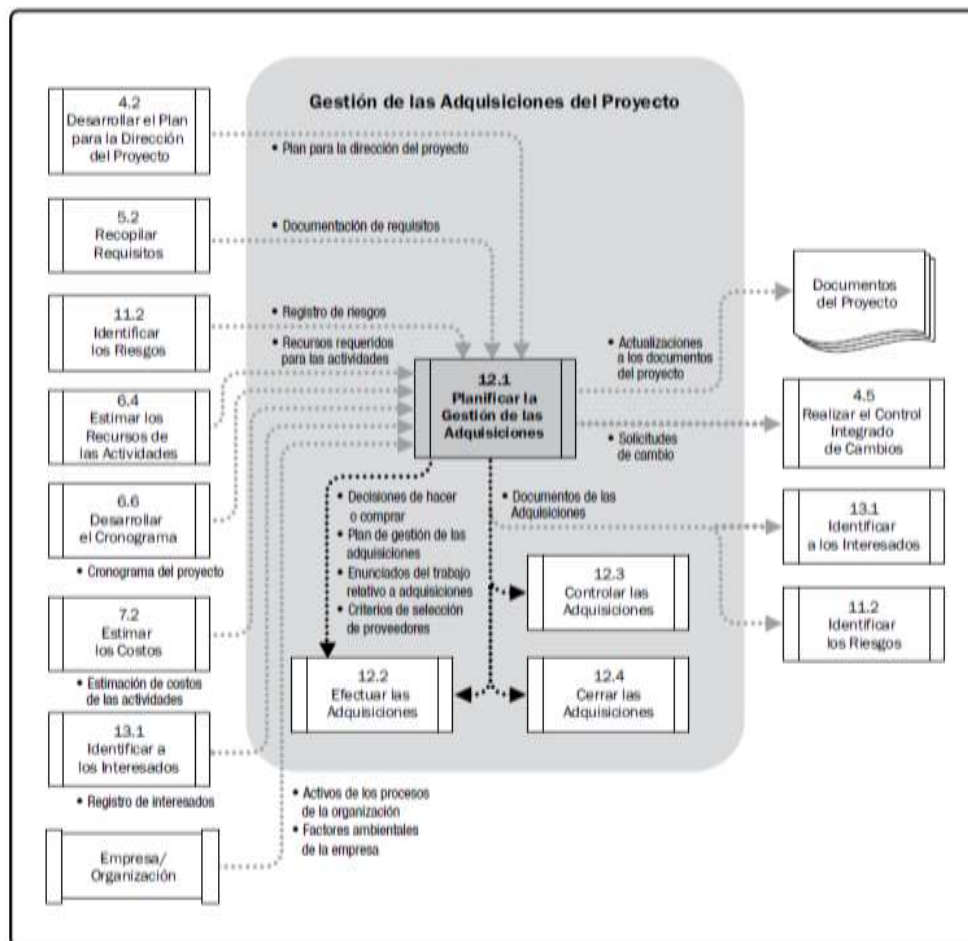 Gestión de las Adquisiciones del Proyecto
4.2
Desarrollar el Plan
para la Dirección
del Proyecto
• Plan para la dirección del proyecto
5.2
Recopilar
Requisitos
• Documentación de requisitos
11.2
Identificar
los Riesgos
• Registro de riesgos
• Recursos requeridos
para las actividades
6.4
Estimar los
Recursos de
las Actividades
6.6
Desarrollar
el Cronograma
• Cronograma del proyecto
7.2
Estimar
los Costos
• Estimación de costos
de las actividades
13.1
Identificar a
los Interesados
• Registro de interesados
Empresa/
Organización
• Activos de los procesos
de la organización
• Factores ambientales
de la empresa
12.1
Planificar la
Gestión de las
Adquisiciones
• Decisiones de hacer
o comprar
• Plan de gestión de las
adquisiciones
• Enunciados del trabajo
relativo a adquisiciones
• Criterios de selección
de proveedores
• Documentos de las
Adquisiciones
12.2
Efectuar las
Adquisiciones
12.3
Controlar las
Adquisiciones
12.4
Cerrar las
Adquisiciones
• Actualizaciones
a los documentos
del proyecto
• Solicitudes
de cambio
Documentos
del Proyecto
4.5
Realizar el Control
Integrado
de Cambios
13.1
Identificar
a los Interesados
11.2
Identificar
los Riesgos